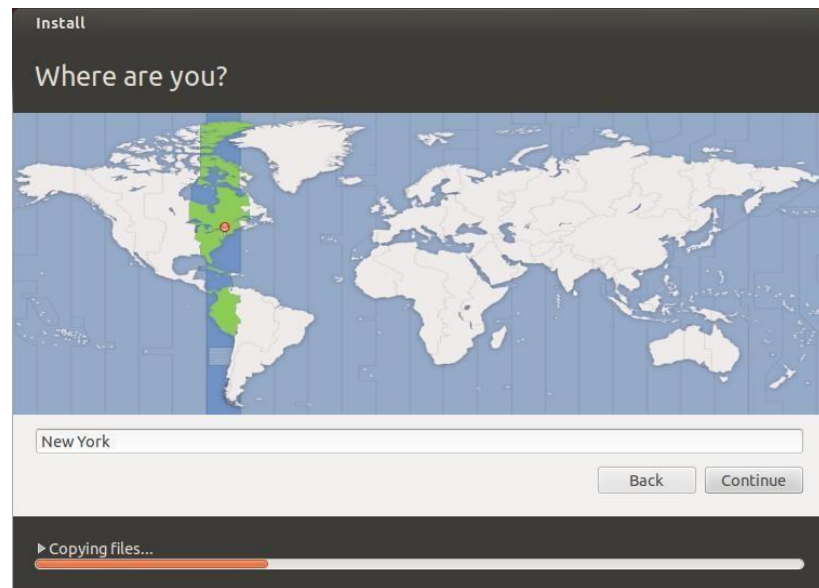 Install
Where are you?
New York
Back Continue
Copying files...